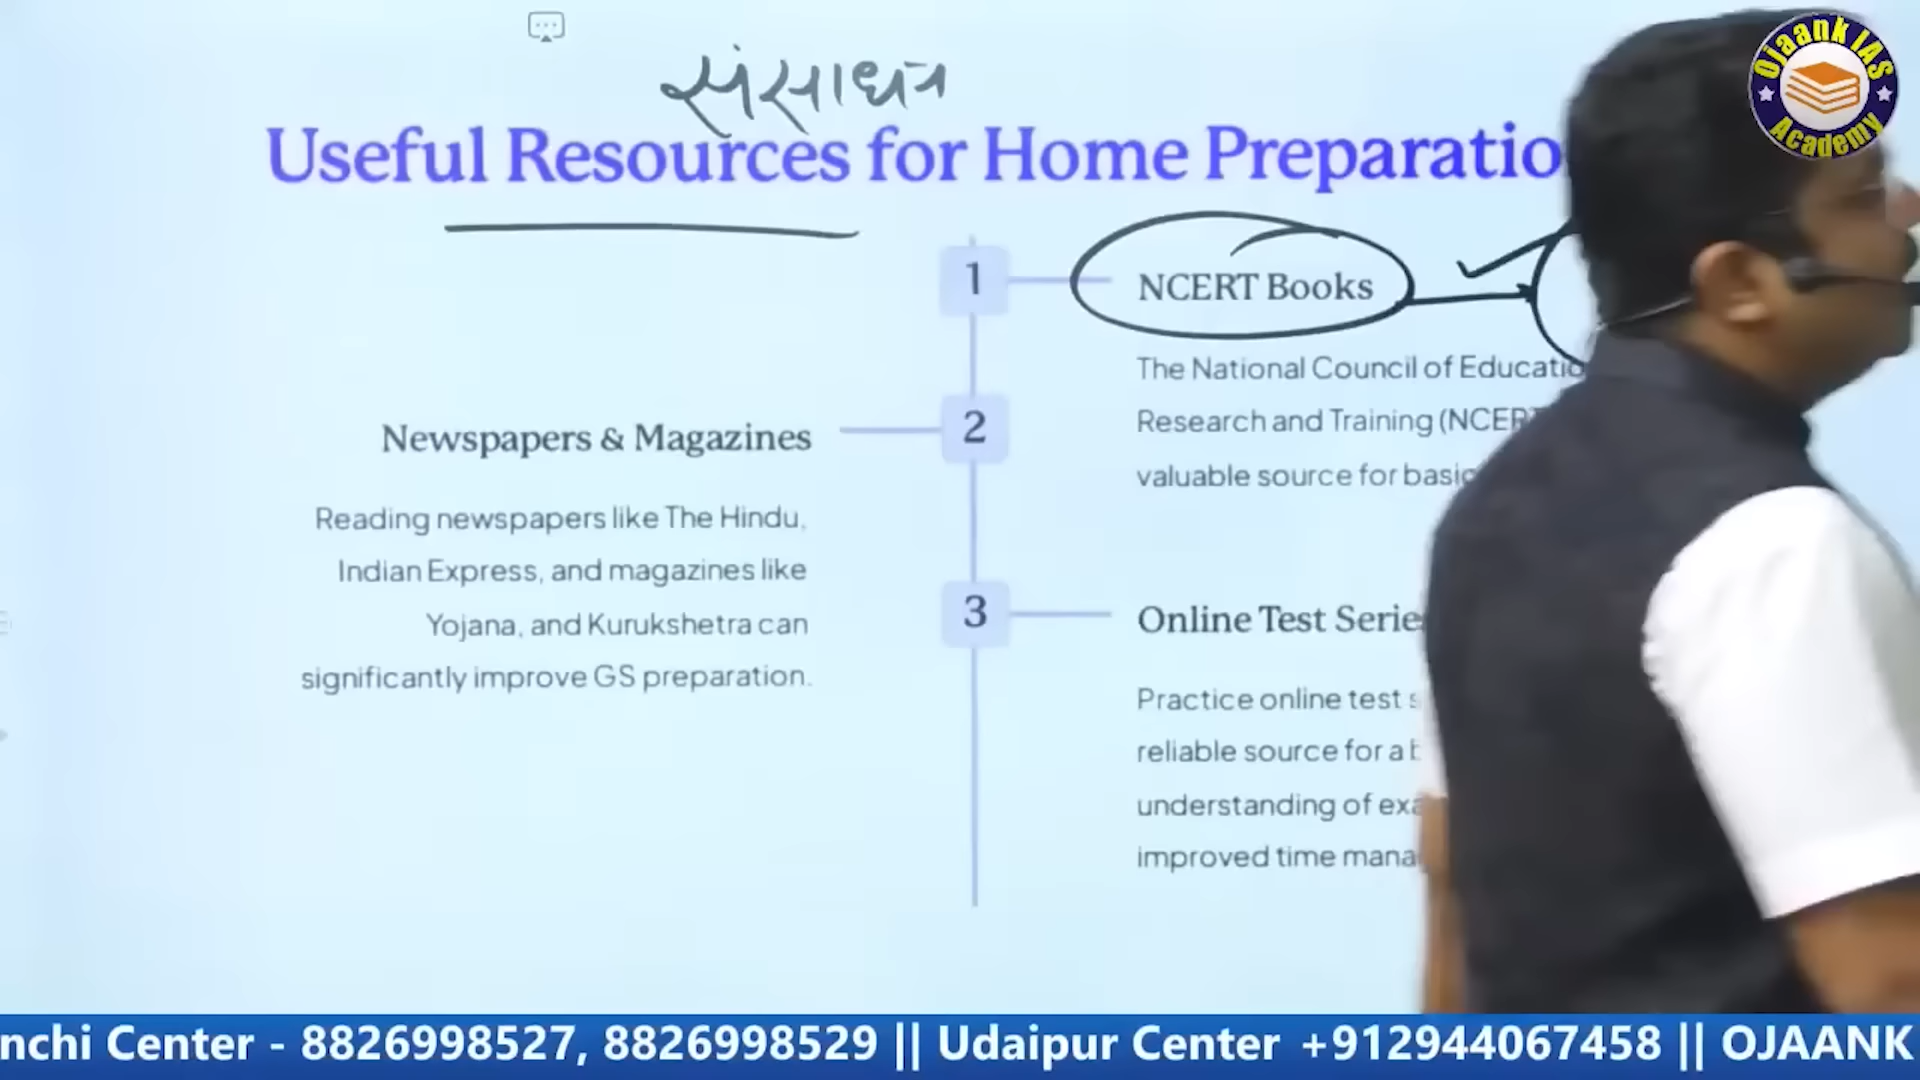 संसाधन
Useful Resources for Home Preparatio
1
NCERT Books
The National Council of Educatio
Research and Training (NCERT
valuable source for basic
2
Newspapers & Magazines
Reading newspapers like The Hindu,
Indian Express, and magazines like
Yojana, and Kurukshetra can
significantly improve GS preparation.
3
Online Test Serie
Practice online test s
reliable source for a b
understanding of exa
improved time mana
Ojaank IAS
Academy
nchi Center - 8826998527, 8826998529 || Udaipur Center +912944067458 || OJAANK